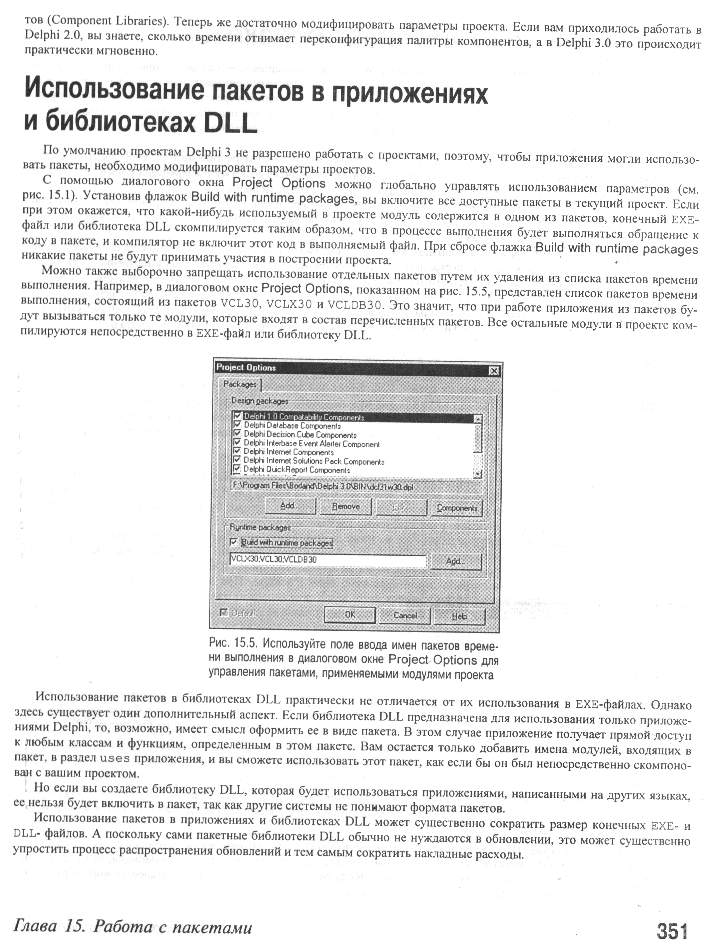 тов (Component Libraries). Теперь же достаточно модифицировать параметры проекта. Если вам приходилось работать в
Delphi 2.0, вы знаете, сколько времени отнимает переконфигурация палитры компонентов, а в Delphi 3.0 это происходит
практически мгновенно.
Использование пакетов в приложениях
и библиотеках DLL
По умолчанию проектам Delphi 3 не разрешено работать с проектами, поэтому, чтобы приложения могли использо-
вать пакеты, необходимо модифицировать параметры проектов.
С помощью диалогового окна Project Options можно глобально управлять использованием параметров (см.
рис. 15.1). Установив флажок Build with runtime packages, вы включите все доступные пакеты в текущий проект. Если
при этом окажется, что какой-нибудь используемый в проекте модуль содержится в одном из пакетов, конечный EXE-
файл или библиотека DLL скомпилируется таким образом, что в процессе выполнения будет выполняться обращение к
коду в пакете, и компилятор не включит этот код в выполняемый файл. При сбросе флажка Build with runtime packages
никакие пакеты не будут принимать участия в построении проекта.
Можно также выборочно запрещать использование отдельных пакетов путем их удаления из списка пакетов времени
выполнения. Например, в диалоговом окне Project Options, показанном на рис. 15.5, представлен список пакетов времени
выполнения, состоящий из пакетов VCL30, VCLX30 и VCLDB30. Это значит, что при работе приложения из пакетов бу-
дут вызываться только те модули, которые входят в состав перечисленных пакетов. Все остальные модули в проекте ком-
пилируются непосредственно в EXE-файл или библиотеку DLL.
Project Options
Packages
Design packages
Delphi 1.0 Compatability Components
Delphi Database Components
Delphi Decision Cube Components
Delphi Interbase Event Alerter Component
Delphi Internet Components
Delphi Internet Solutions Pack Components
Delphi QuickReport Components
F:\Program Files\Borland\Delphi 3.0\BIN\dcl31w30.dpl
Add... Remove Components
Runtime packages
Build with runtime packages
VCLX30;VCL30;VCLDB30 Add...
Default OK Cancel Help
Рис. 15.5. Используйте поле ввода имен пакетов време-
ни выполнения в диалоговом окне Project Options для
управления пакетами, применяемыми модулями проекта
Использование пакетов в библиотеках DLL практически не отличается от их использования в EXE-файлах. Однако
здесь существует один дополнительный аспект. Если библиотека DLL предназначена для использования только приложе-
ниями Delphi, то, возможно, имеет смысл оформить ее в виде пакета. В этом случае приложение получает прямой доступ
к любым классам и функциям, определенным в этом пакете. Вам остается только добавить имена модулей, входящих в
пакет, в раздел uses приложения, и вы сможете использовать этот пакет, как если бы он был непосредственно скомпоно-
ван с вашим проектом.
Но если вы создаете библиотеку DLL, которая будет использоваться приложениями, написанными на других языках,
ее нельзя будет включить в пакет, так как другие системы не понимают формата пакетов.
Использование пакетов в приложениях и библиотеках DLL может существенно сократить размер конечных EXE- и
DLL- файлов. А поскольку сами пакетные библиотеки DLL обычно не нуждаются в обновлении, это может существенно
упростить процесс распространения обновлений и тем самым сократить накладные расходы.
Глава 15. Работа с пакетами 351